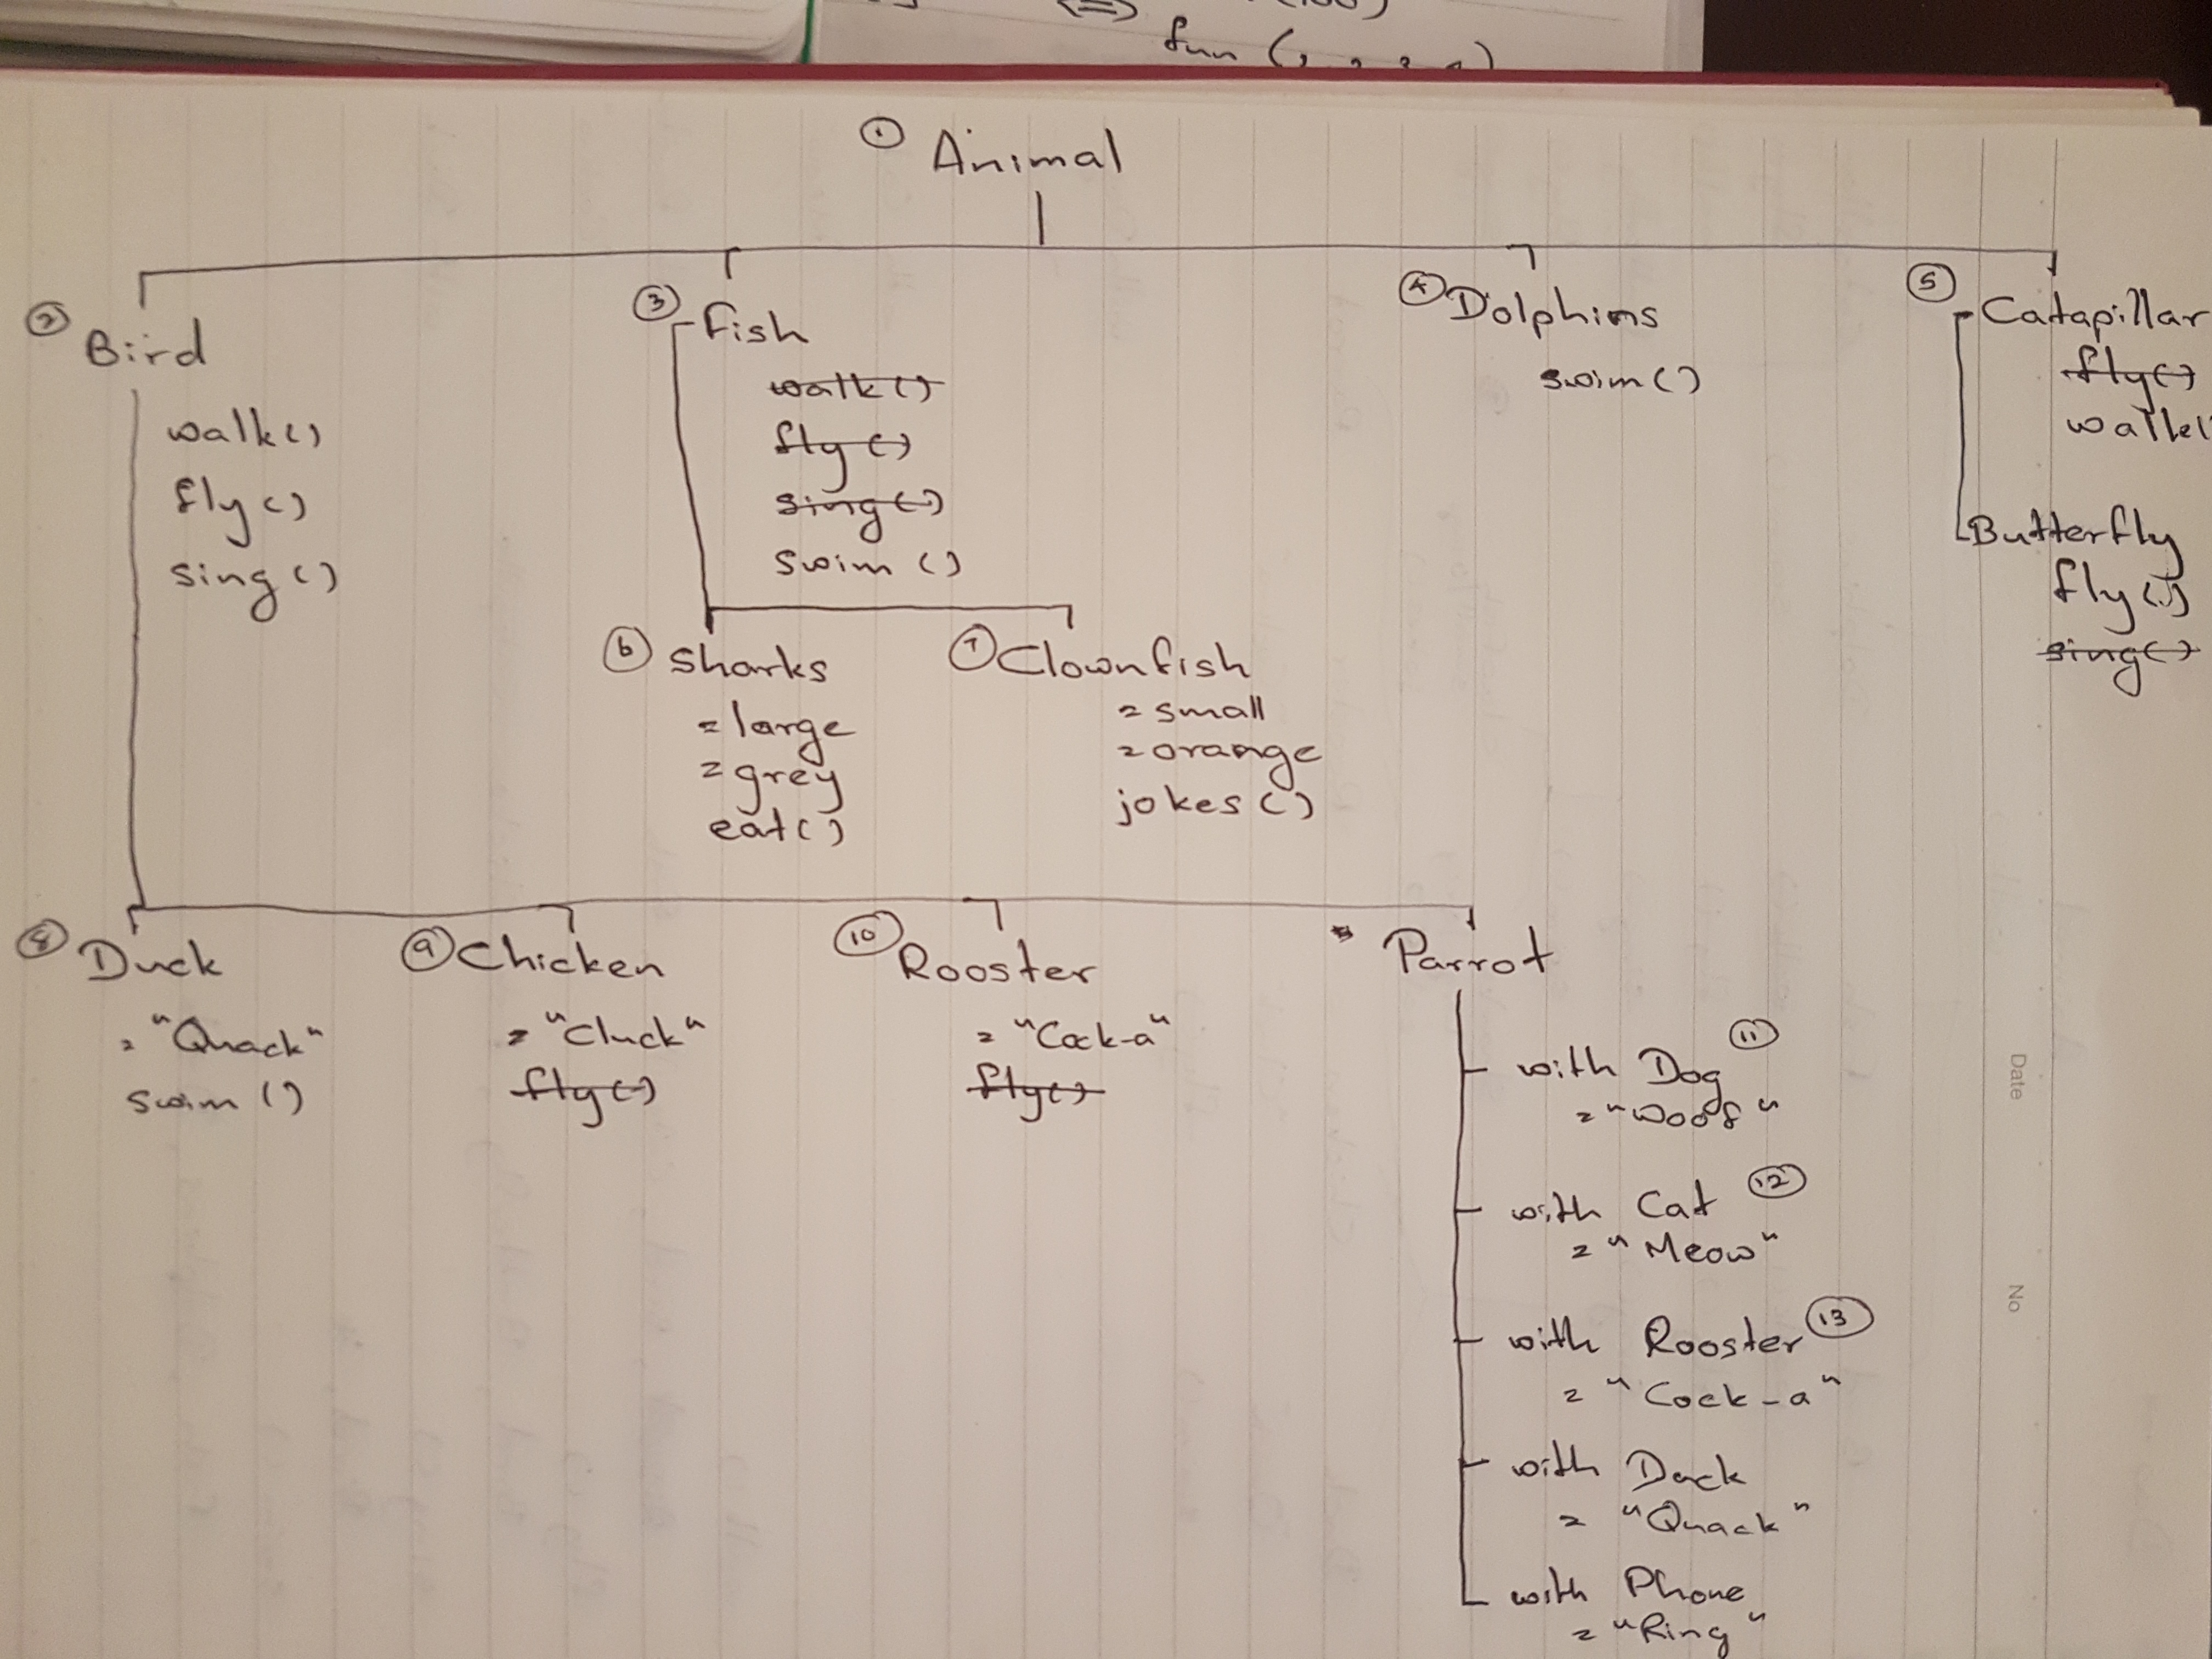 fun (
① Animal
② Bird
walk()
fly()
sing()
③ fish
walk()
fly()
sing()
swim()
④ Dolphins
swim()
⑤ Catapillar
fly()
Butterfly
fly()
sing()
⑥ Sharks
= large
= grey
eat()
⑦ Clownfish
= small
= orange
jokes()
⑧ Duck
= "Quack"
swim()
⑨ Chicken
= "Cluck"
fly()
⑩ Rooster
= "Cock-a"
fly()
Parrot
with Dog ⑪
= "Woof"
with Cat ⑫
= "Meow"
with Rooster ⑬
= "Cock-a"
with Duck
= "Quack"
with Phone
= "Ring"
Date
No